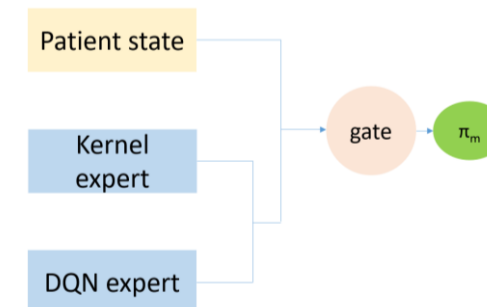 Patient state
Kernel
expert
DQN expert
gate
πm